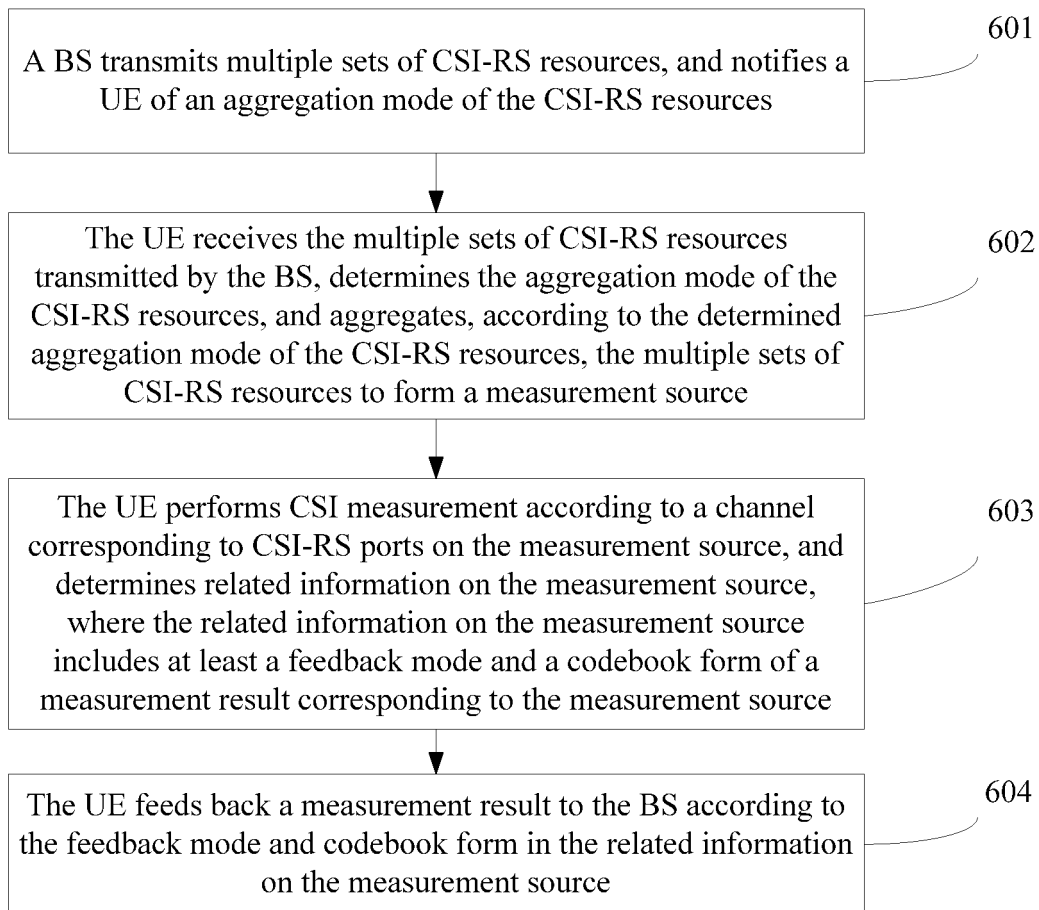 601
A BS transmits multiple sets of CSI-RS resources, and notifies a
UE of an aggregation mode of the CSI-RS resources
602
The UE receives the multiple sets of CSI-RS resources
transmitted by the BS, determines the aggregation mode of the
CSI-RS resources, and aggregates, according to the determined
aggregation mode of the CSI-RS resources, the multiple sets of
CSI-RS resources to form a measurement source
603
The UE performs CSI measurement according to a channel
corresponding to CSI-RS ports on the measurement source, and
determines related information on the measurement source,
where the related information on the measurement source
includes at least a feedback mode and a codebook form of a
measurement result corresponding to the measurement source
604
The UE feeds back a measurement result to the BS according to
the feedback mode and codebook form in the related information
on the measurement source